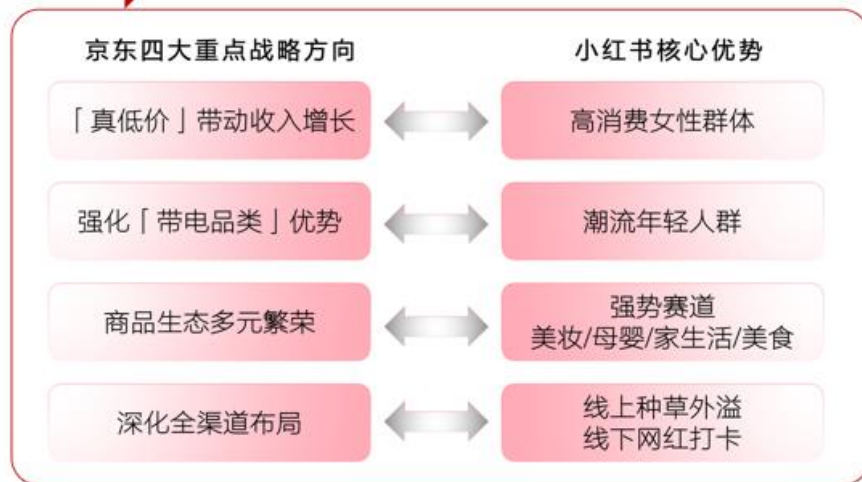 京东四大重点战略方向
小红书核心优势
「真低价」带动收入增长
高消费女性群体
强化「带电品类」优势
潮流年轻人群
商品生态多元繁荣
强势赛道
美妆/母婴/家生活/美食
深化全渠道布局
线上种草外溢
线下网红打卡